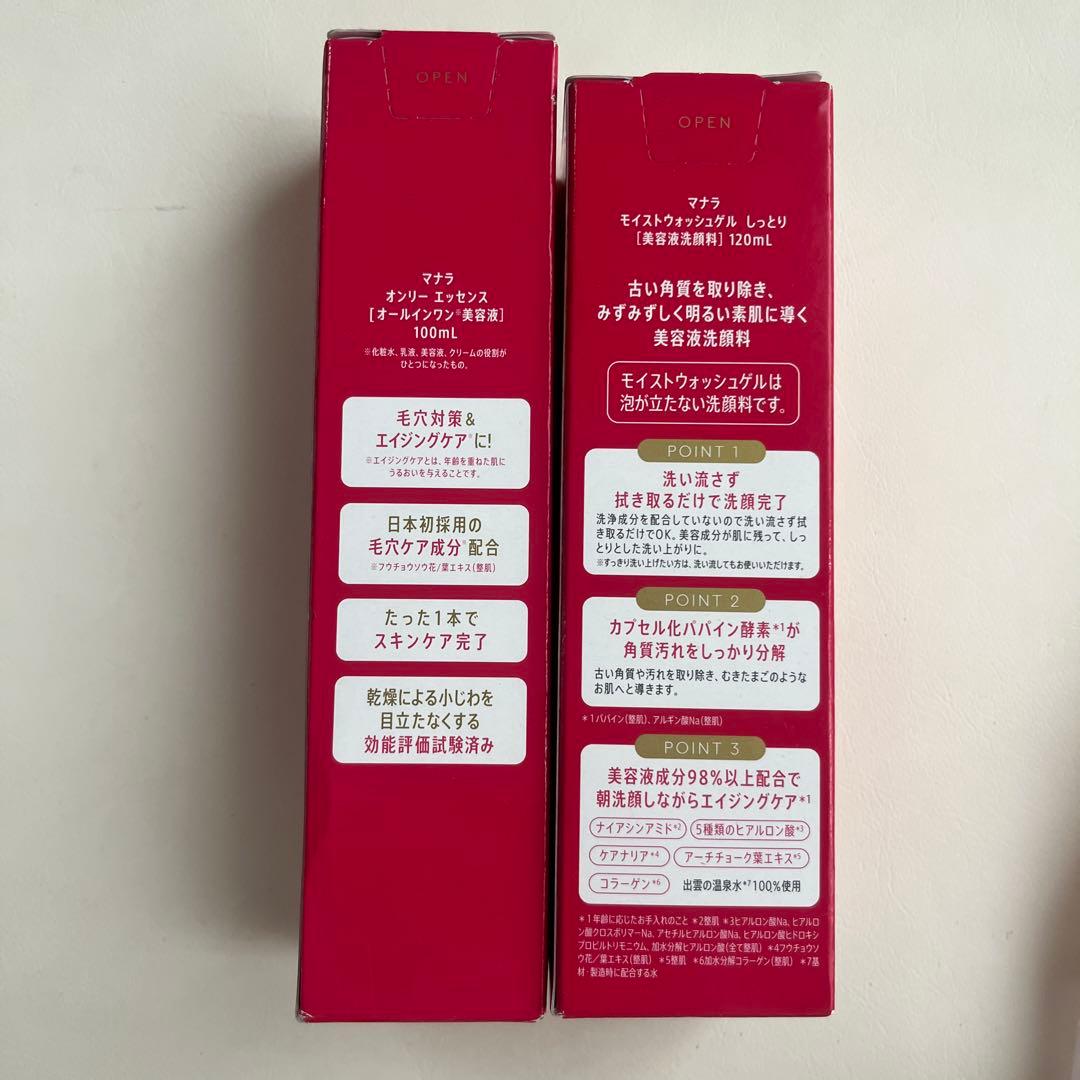 OPEN
マナラ
オンリー エッセンス
[オールインワン※美容液]
100mL
※化粧水、乳液、美容液、クリームの役割が
ひとつになったもの。
毛穴対策&
エイジングケア※に!
※エイジングケアとは、年齢を重ねた肌に
うるおいを与えることです。
日本初採用の
毛穴ケア成分※配合
※フウチョウソウ花/葉エキス(整肌)
たった1本で
スキンケア完了
乾燥による小じわを
目立たなくする
効能評価試験済み
OPEN
マナラ
モイストウォッシュゲル しっとり
[美容液洗顔料] 120mL
古い角質を取り除き、
みずみずしく明るい素肌に導く
美容液洗顔料
モイストウォッシュゲルは
泡が立たない洗顔料です。
POINT 1
洗い流さず
拭き取るだけで洗顔完了
洗浄成分を配合していないので洗い流さず拭
き取るだけでOK。美容成分が肌に残って、しっ
とりとした洗い上がりに。
※すっきり洗い上げたい方は、洗い流してもお使いいただけます。
POINT 2
カプセル化パパイン酵素*1が
角質汚れをしっかり分解
古い角質や汚れを取り除き、むきたまごのような
お肌へと導きます。
*1パパイン(整肌)、アルギン酸Na(整肌)
POINT 3
美容液成分98%以上配合で
朝洗顔しながらエイジングケア*1
ナイアシンアミド*2 5種類のヒアルロン酸*3
ケアナリア*4 アーチチョーク葉エキス*5
コラーゲン*6 出雲の温泉水*7100%使用
*1年齢に応じたお手入れのこと *2整肌 *3ヒアルロン酸Na、ヒアルロ
ン酸クロスポリマーNa、アセチルヒアルロン酸Na、ヒアルロン酸ヒドロキシ
プロピルトリモニウム、加水分解ヒアルロン酸(全て整肌) *4フウチョウソ
ウ花/葉エキス(整肌) *5整肌 *6加水分解コラーゲン(整肌) *7基
材・製造時に配合する水